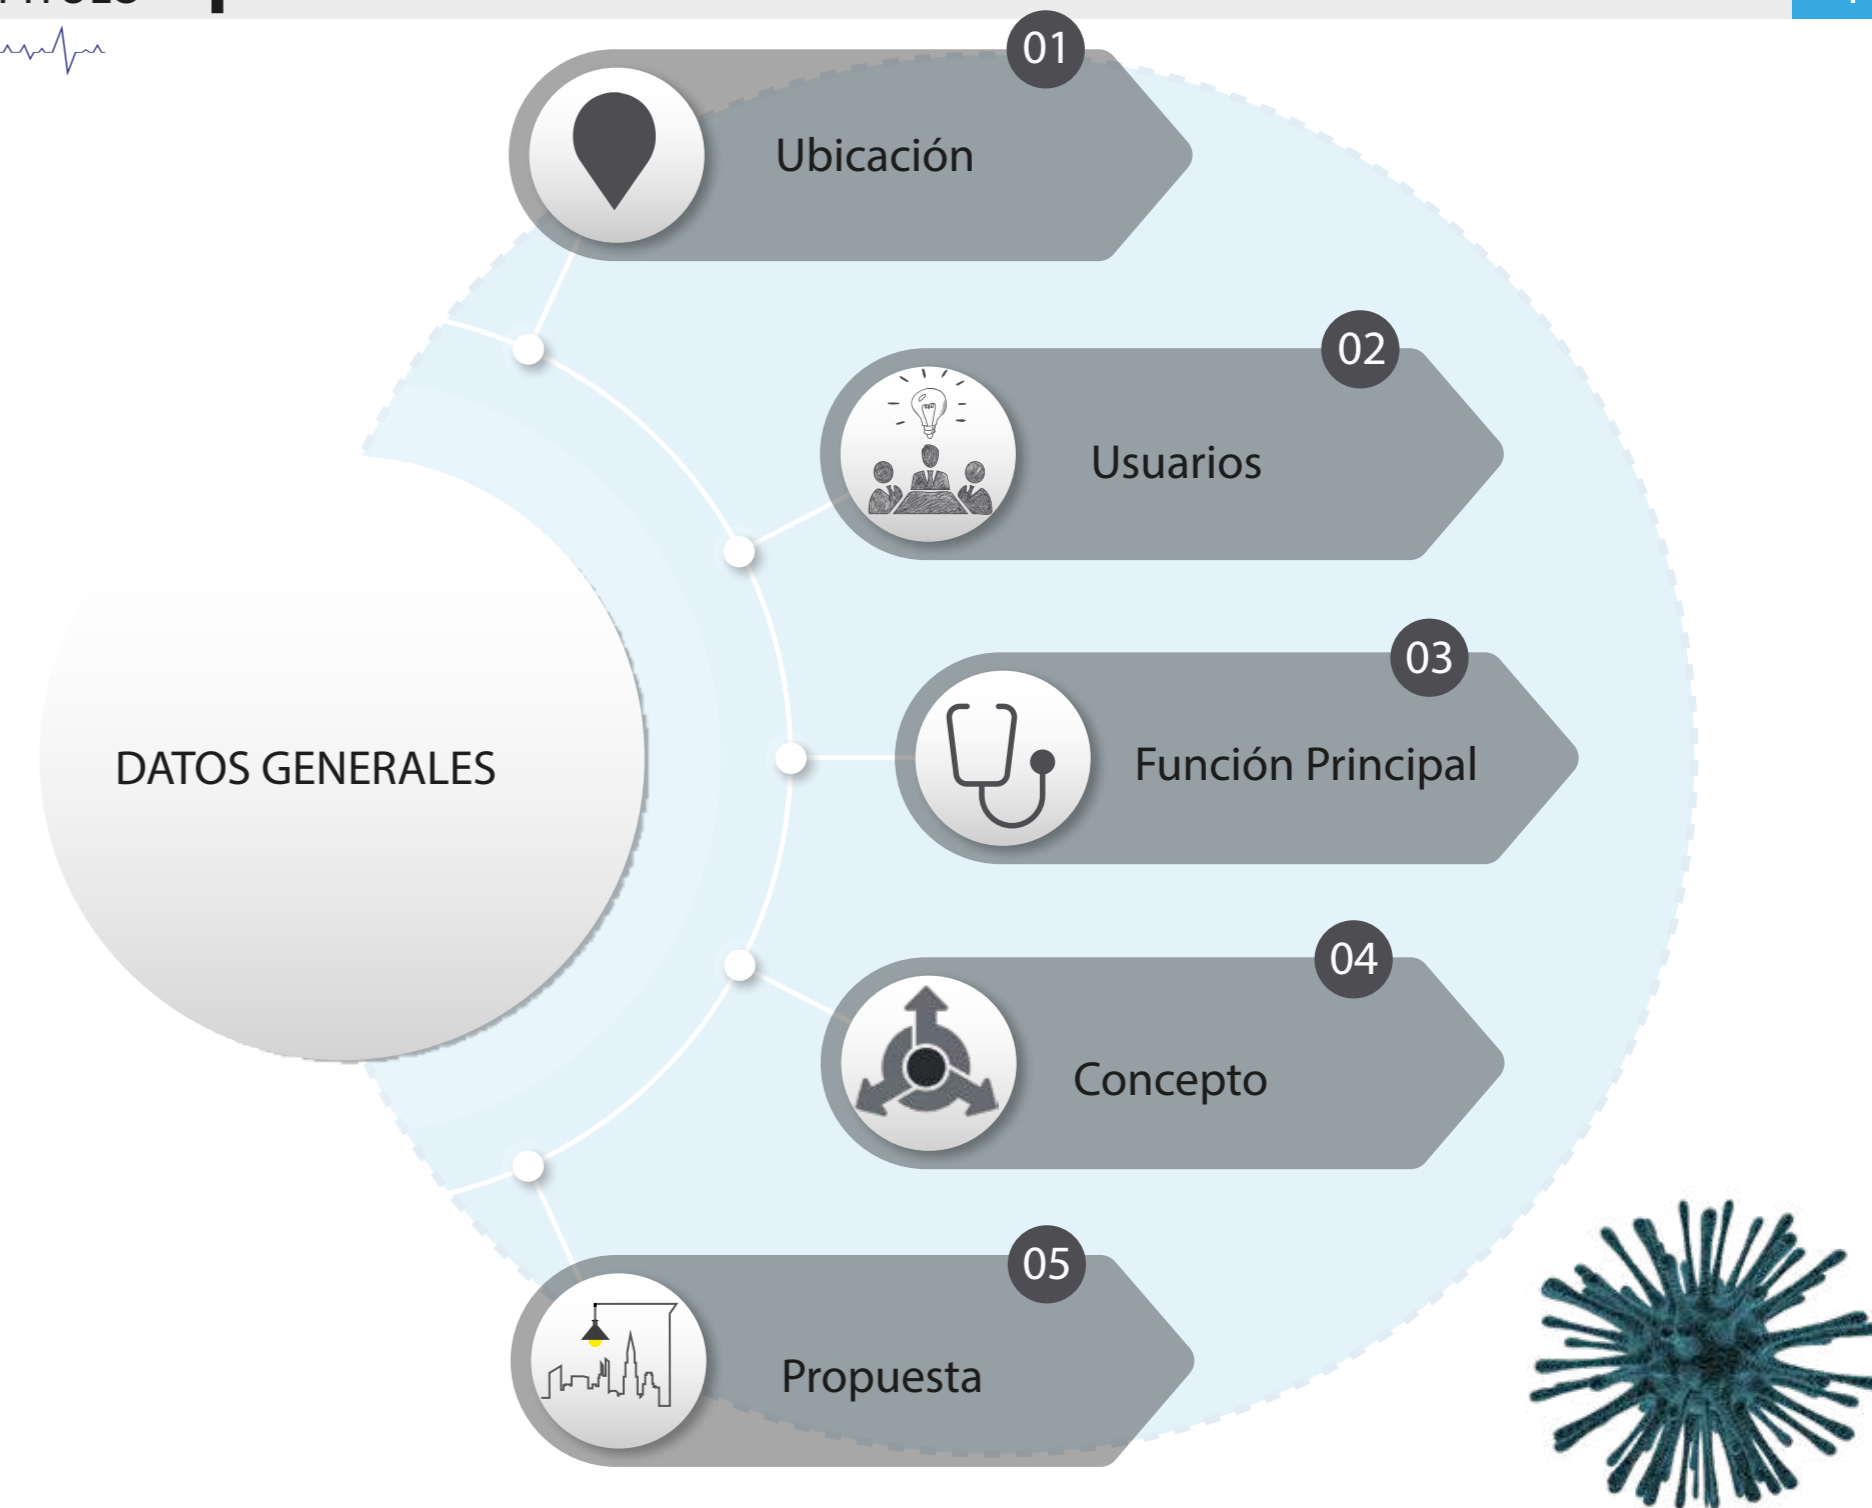 01
Ubicación
02
Usuarios
03
Función Principal
DATOS GENERALES
04
Concepto
05
Propuesta